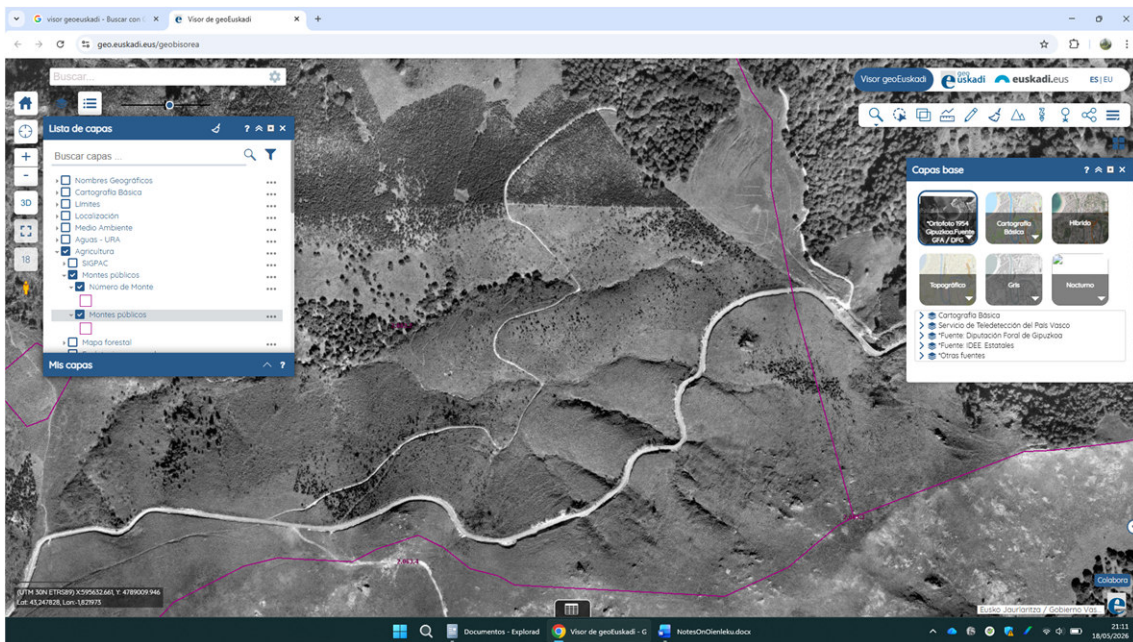 visor geoeuskadi - Buscar con G
Visor de geoEuskadi
geo.euskadi.eus/geobisorea
Buscar...
Visor geoEuskadi
geo
euskadi
euskadi.eus
ES|EU
Lista de capas
?
Buscar capas ...
Nombres Geográficos
Cartografía Básica
Límites
Localización
Medio Ambiente
Aguas - URA
Agricultura
SIGPAC
Montes públicos
Número de Monte
Montes públicos
Mapa forestal
Mis capas
?
+
-
3D
18
Capas base
?
*Ortofoto 1954
Gipuzkoa.Fuente
GFA / DFG
Cartografía
Básica
Híbrido
Topográfico
Gris
Nocturno
Cartografía Básica
Servicio de Teledetección del País Vasco
*Fuente: Diputación Foral de Gipuzkoa
*Fuente: IDEE Estatales
*Otras fuentes
(UTM 30N ETRS89) X:595632.661, Y: 4789009.946
Lat: 43,247828, Lon:-1,821973
Colabora
Eusko Jaurlaritza / Gobierno Vas...
Documentos - Explorad
Visor de geoEuskadi - G
NotesOnOienleku.docx
21:11
18/05/2026